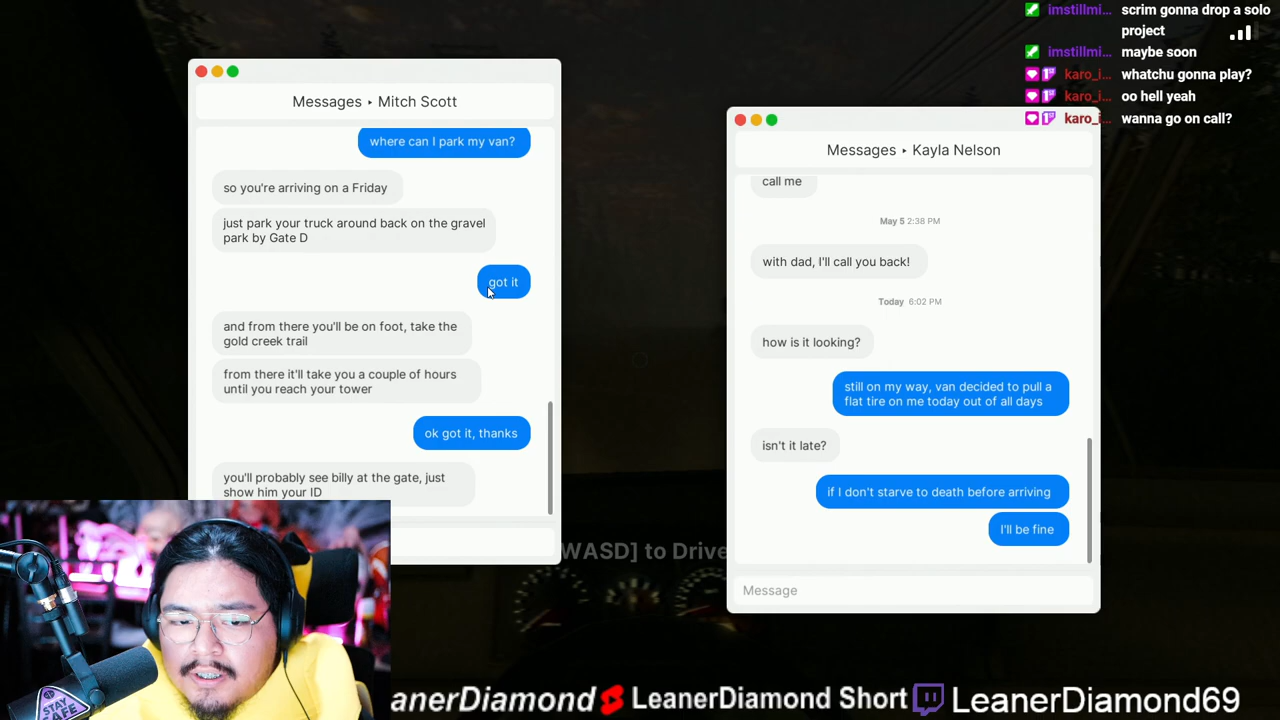 Messages ▸ Mitch Scott
where can I park my van?
so you're arriving on a Friday
just park your truck around back on the gravel
park by Gate D
got it
and from there you'll be on foot, take the
gold creek trail
from there it'll take you a couple of hours
until you reach your tower
ok got it, thanks
you'll probably see billy at the gate, just
show him your ID
Messages ▸ Kayla Nelson
call me
May 5 2:38 PM
with dad, I'll call you back!
Today 6:02 PM
how is it looking?
still on my way, van decided to pull a
flat tire on me today out of all days
isn't it late?
if I don't starve to death before arriving
I'll be fine
Message
imstillmi... scrim gonna drop a solo
project
imstillmi... maybe soon
karo_i... whatchu gonna play?
karo_i... oo hell yeah
karo_i... wanna go on call?
[WASD] to Drive
STAY
SAFE
eanerDiamond LeanerDiamond Short LeanerDiamond69